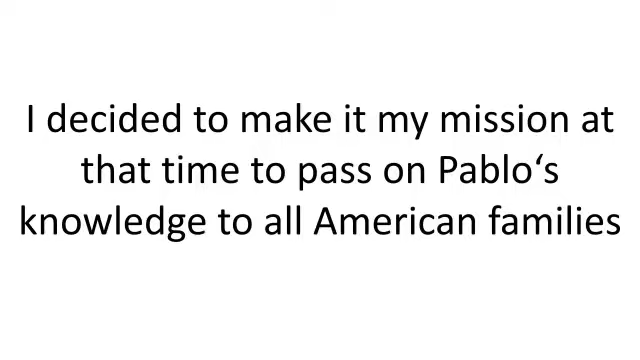 I decided to make it my mission at
that time to pass on Pablo‘s
knowledge to all American families